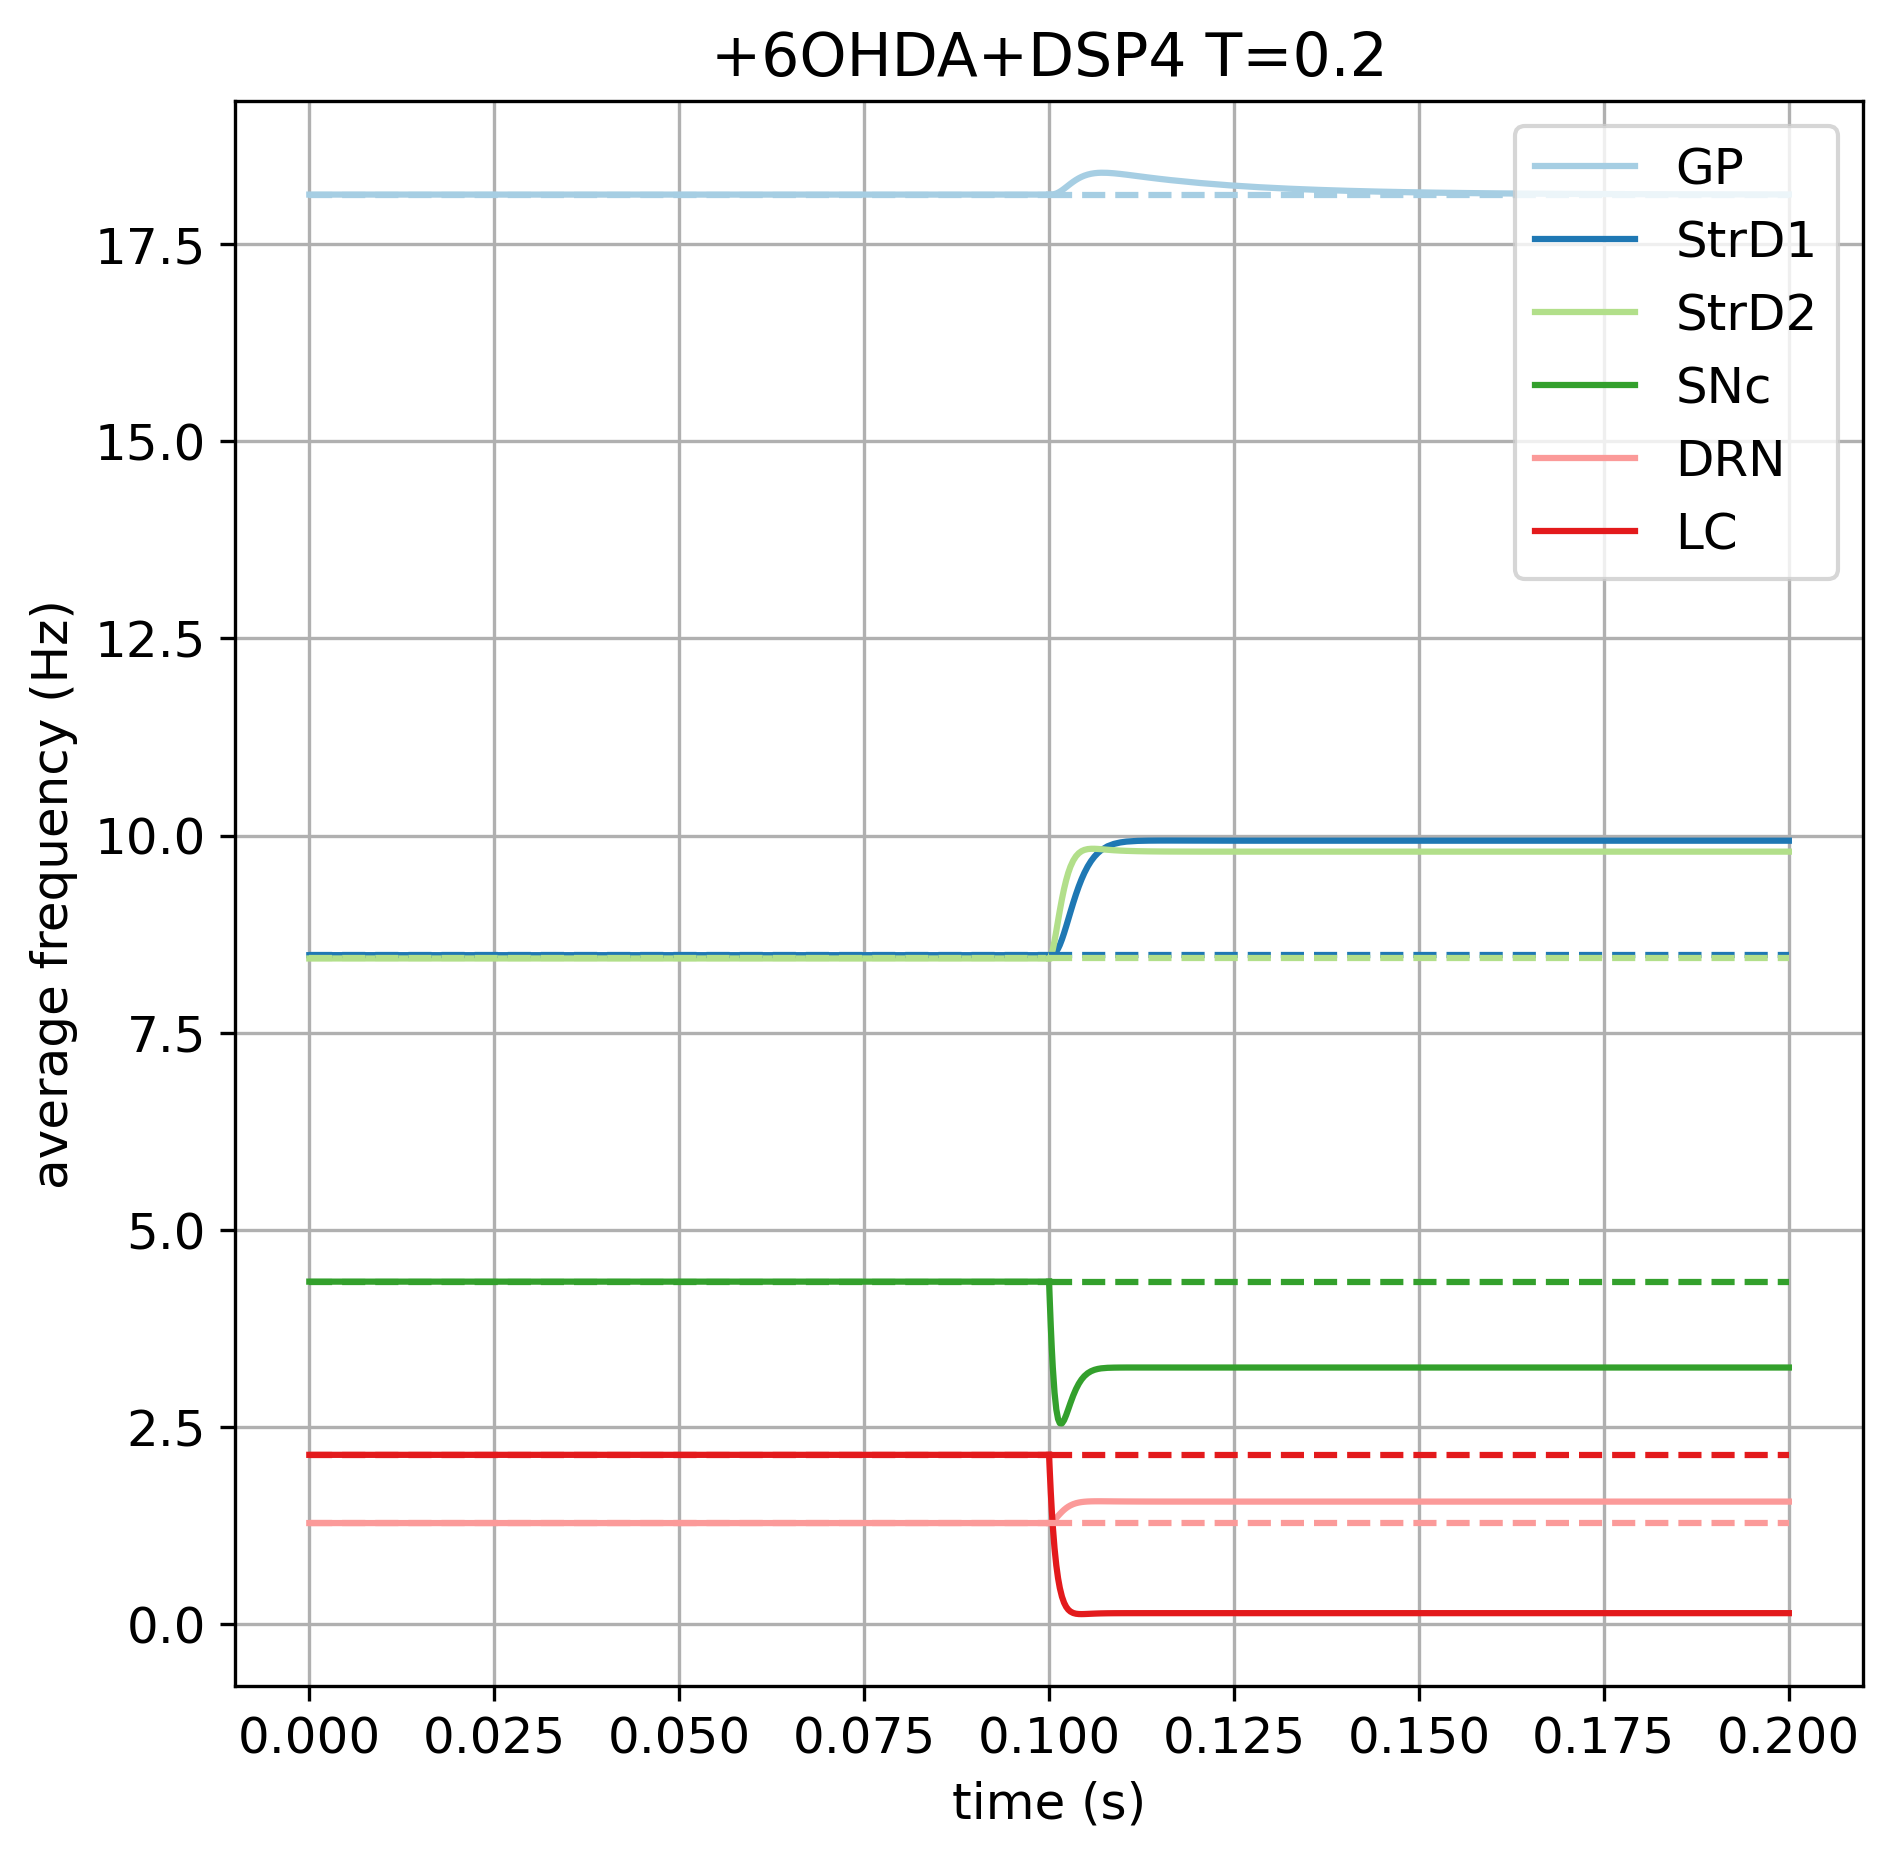 +6OHDA+DSP4 T=0.2
GP
StrD1
StrD2
SNc
DRN
LC
average frequency (Hz)
17.5
15.0
12.5
10.0
7.5
5.0
2.5
0.0
0.000 0.025 0.050 0.075 0.100 0.125 0.150 0.175 0.200
time (s)